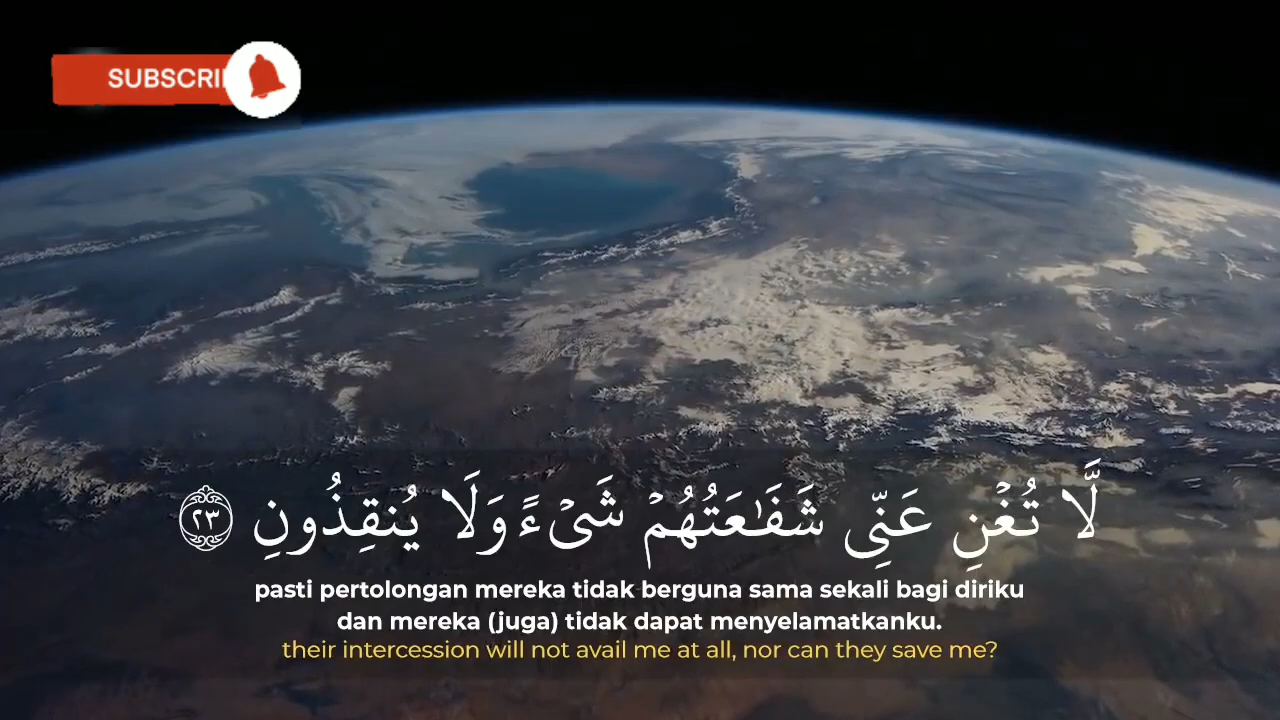 SUBSCRI
لَّا تُغْنِ عَنِّى شَفَٰعَتُهُمْ شَيْـًٔا وَلَا يُنقِذُونِ ٢٣
pasti pertolongan mereka tidak berguna sama sekali bagi diriku
dan mereka (juga) tidak dapat menyelamatkanku.
their intercession will not avail me at all, nor can they save me?